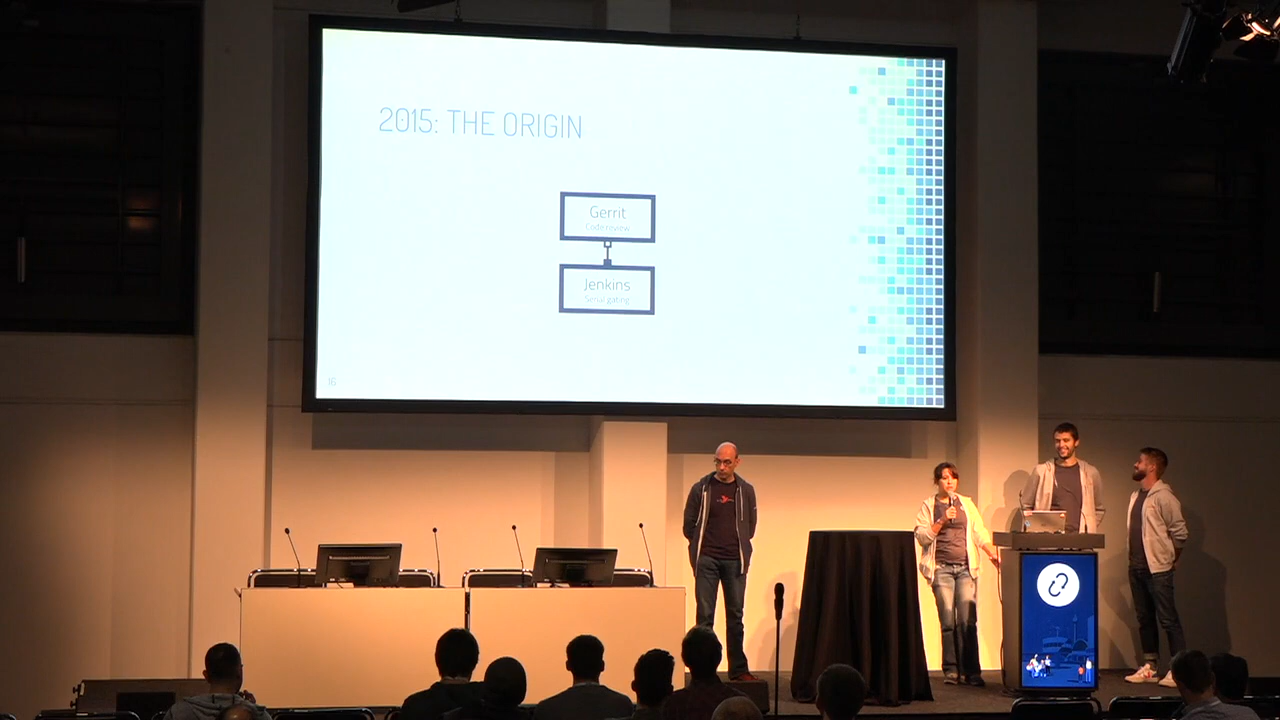 2015: THE ORIGIN
Gerrit
Code review
Jenkins
Serial gating
16